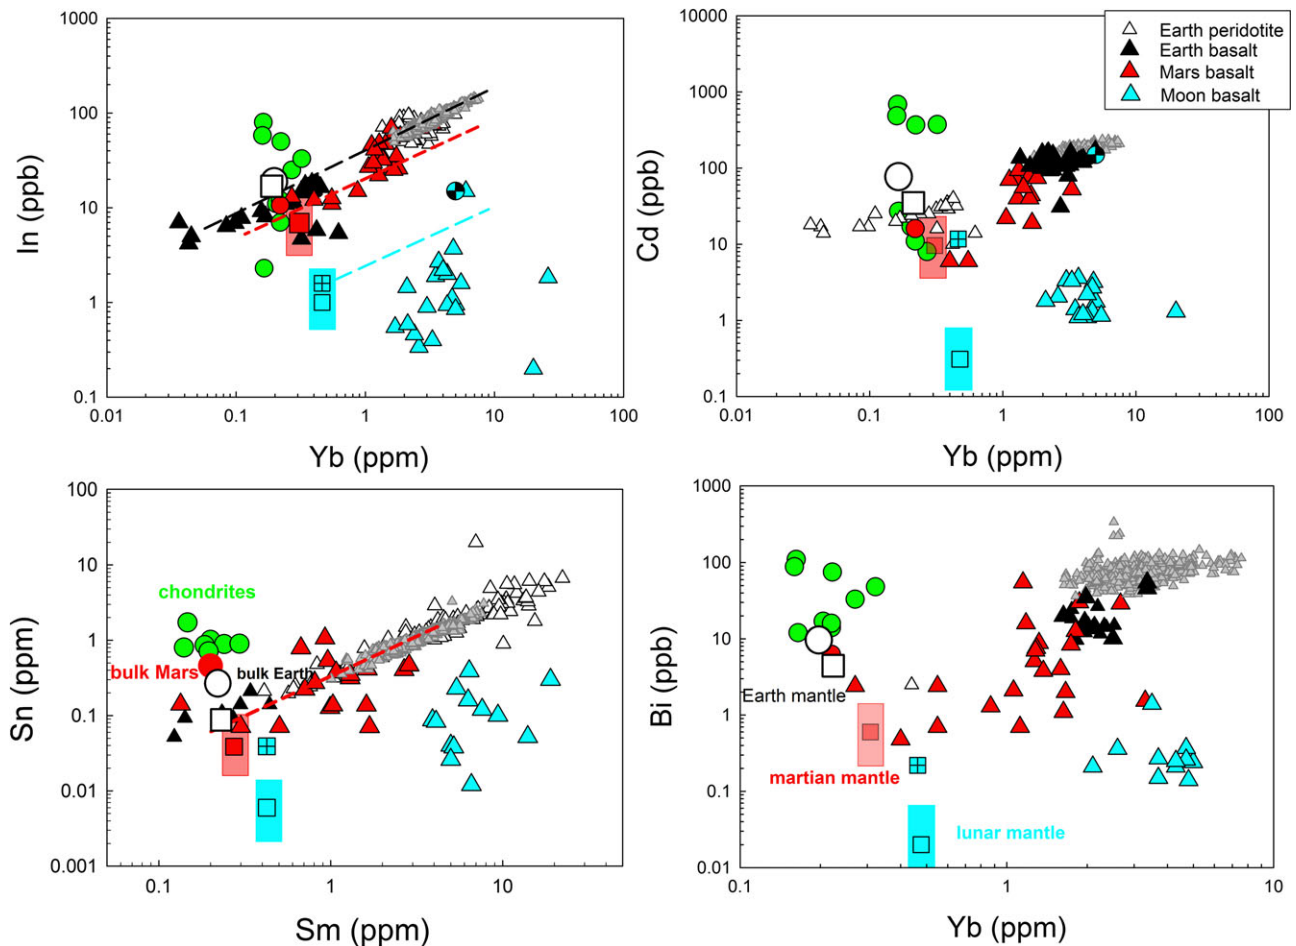 1000
100
10
1
0.1
In (ppb)
0.01
0.1
1
10
100
Yb (ppm)
10000
1000
100
10
1
0.1
Cd (ppb)
0.01
0.1
1
10
100
Yb (ppm)
Earth peridotite
Earth basalt
Mars basalt
Moon basalt
100
10
1
0.1
0.01
0.001
Sn (ppm)
chondrites
bulk Mars
bulk Earth
0.1
1
10
Sm (ppm)
1000
100
10
1
0.1
0.01
Bi (ppb)
Earth mantle
martian mantle
lunar mantle
0.1
1
10
Yb (ppm)